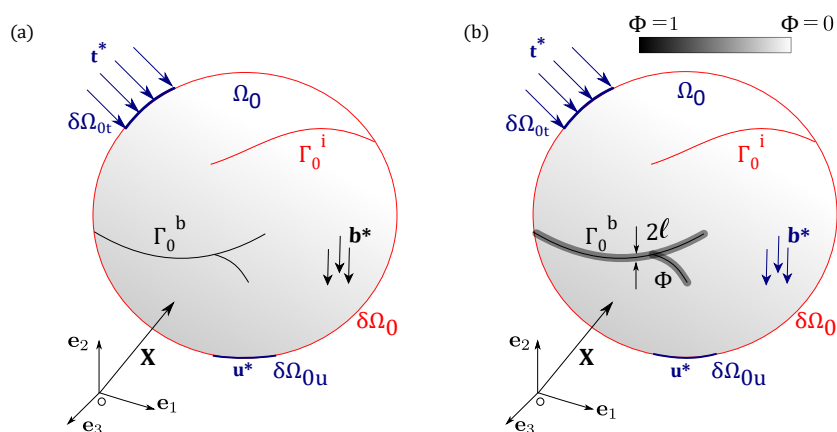 (a)
t*
Ω₀
δΩ₀t
Γ₀ⁱ
Γ₀ᵇ
b*
δΩ₀
X
e₂
u*
δΩ₀u
O
e₁
e₃
(b)
Φ=1
Φ=0
t*
Ω₀
δΩ₀t
Γ₀ⁱ
Γ₀ᵇ
2ℓ
b*
Φ
δΩ₀
X
e₂
u*
δΩ₀u
O
e₁
e₃